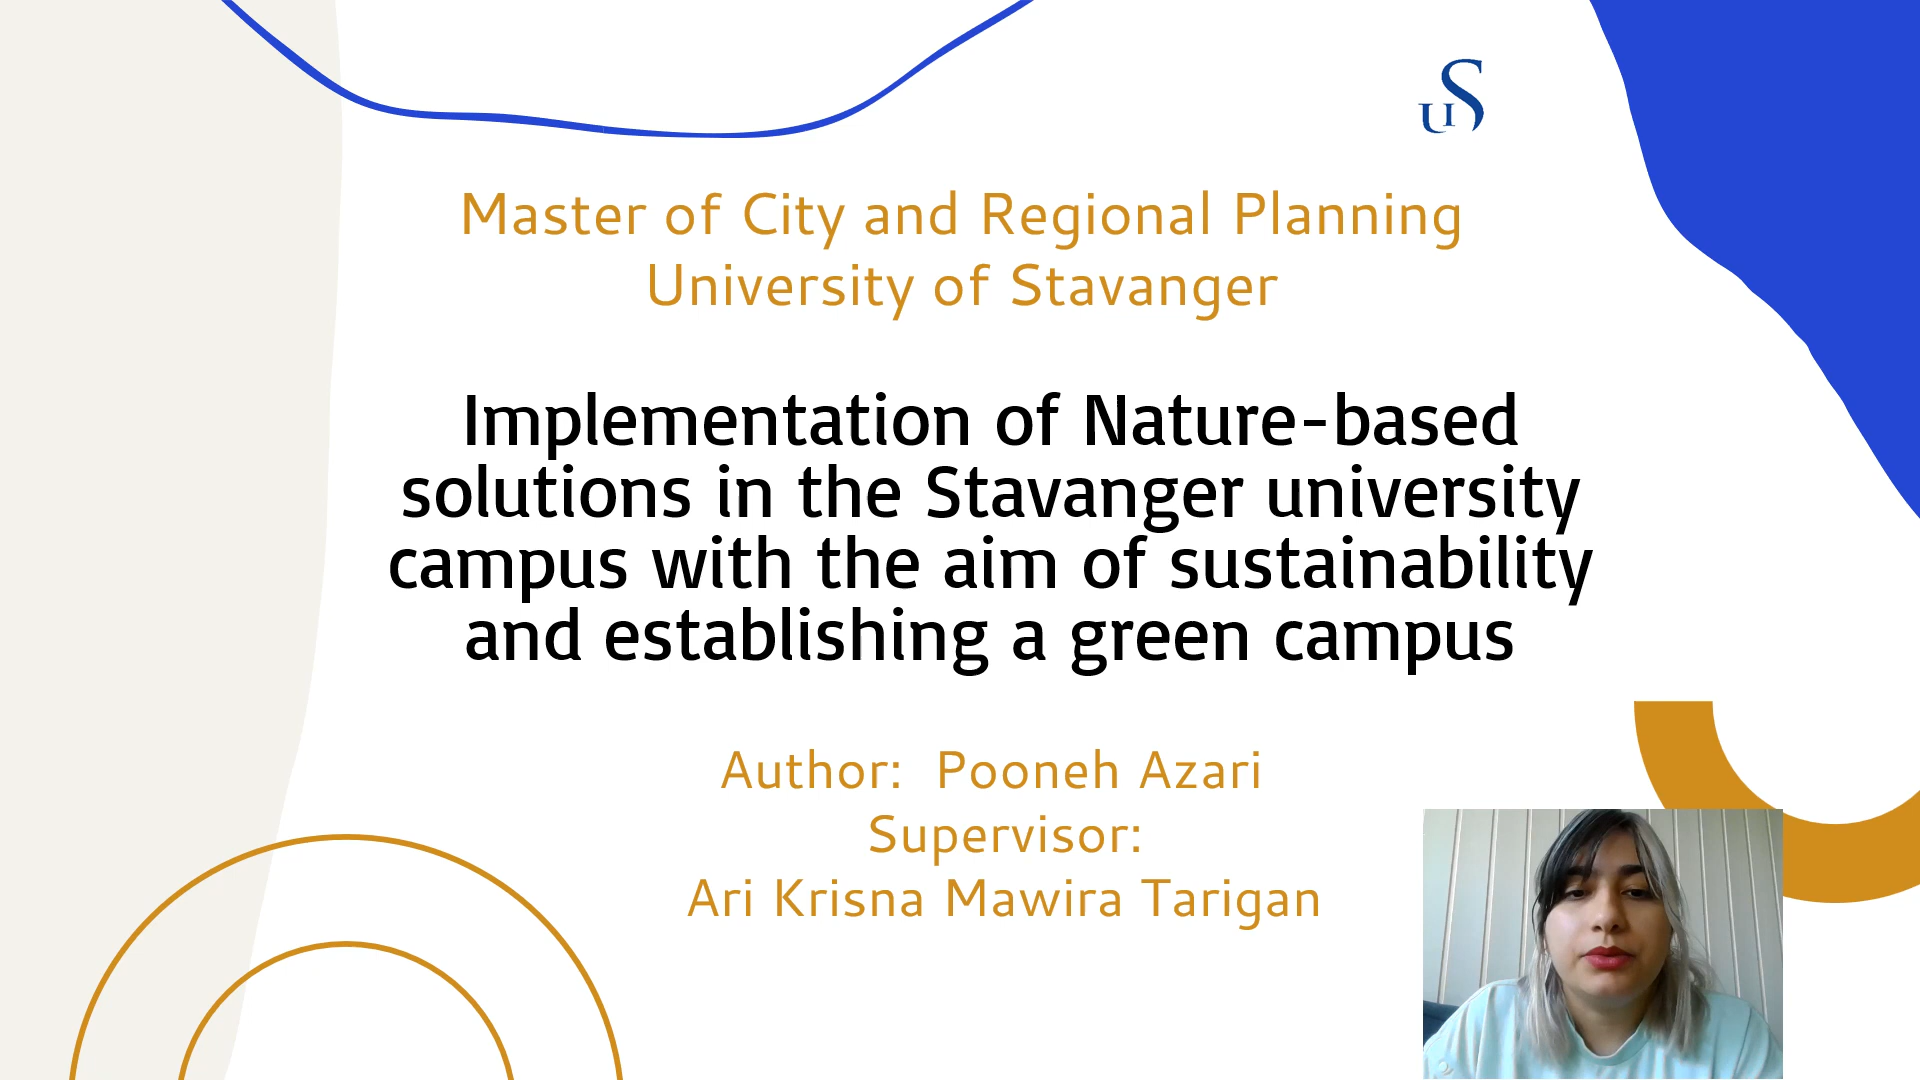 uS
Master of City and Regional Planning
University of Stavanger
Implementation of Nature-based
solutions in the Stavanger university
campus with the aim of sustainability
and establishing a green campus
Author: Pooneh Azari
Supervisor:
Ari Krisna Mawira Tarigan